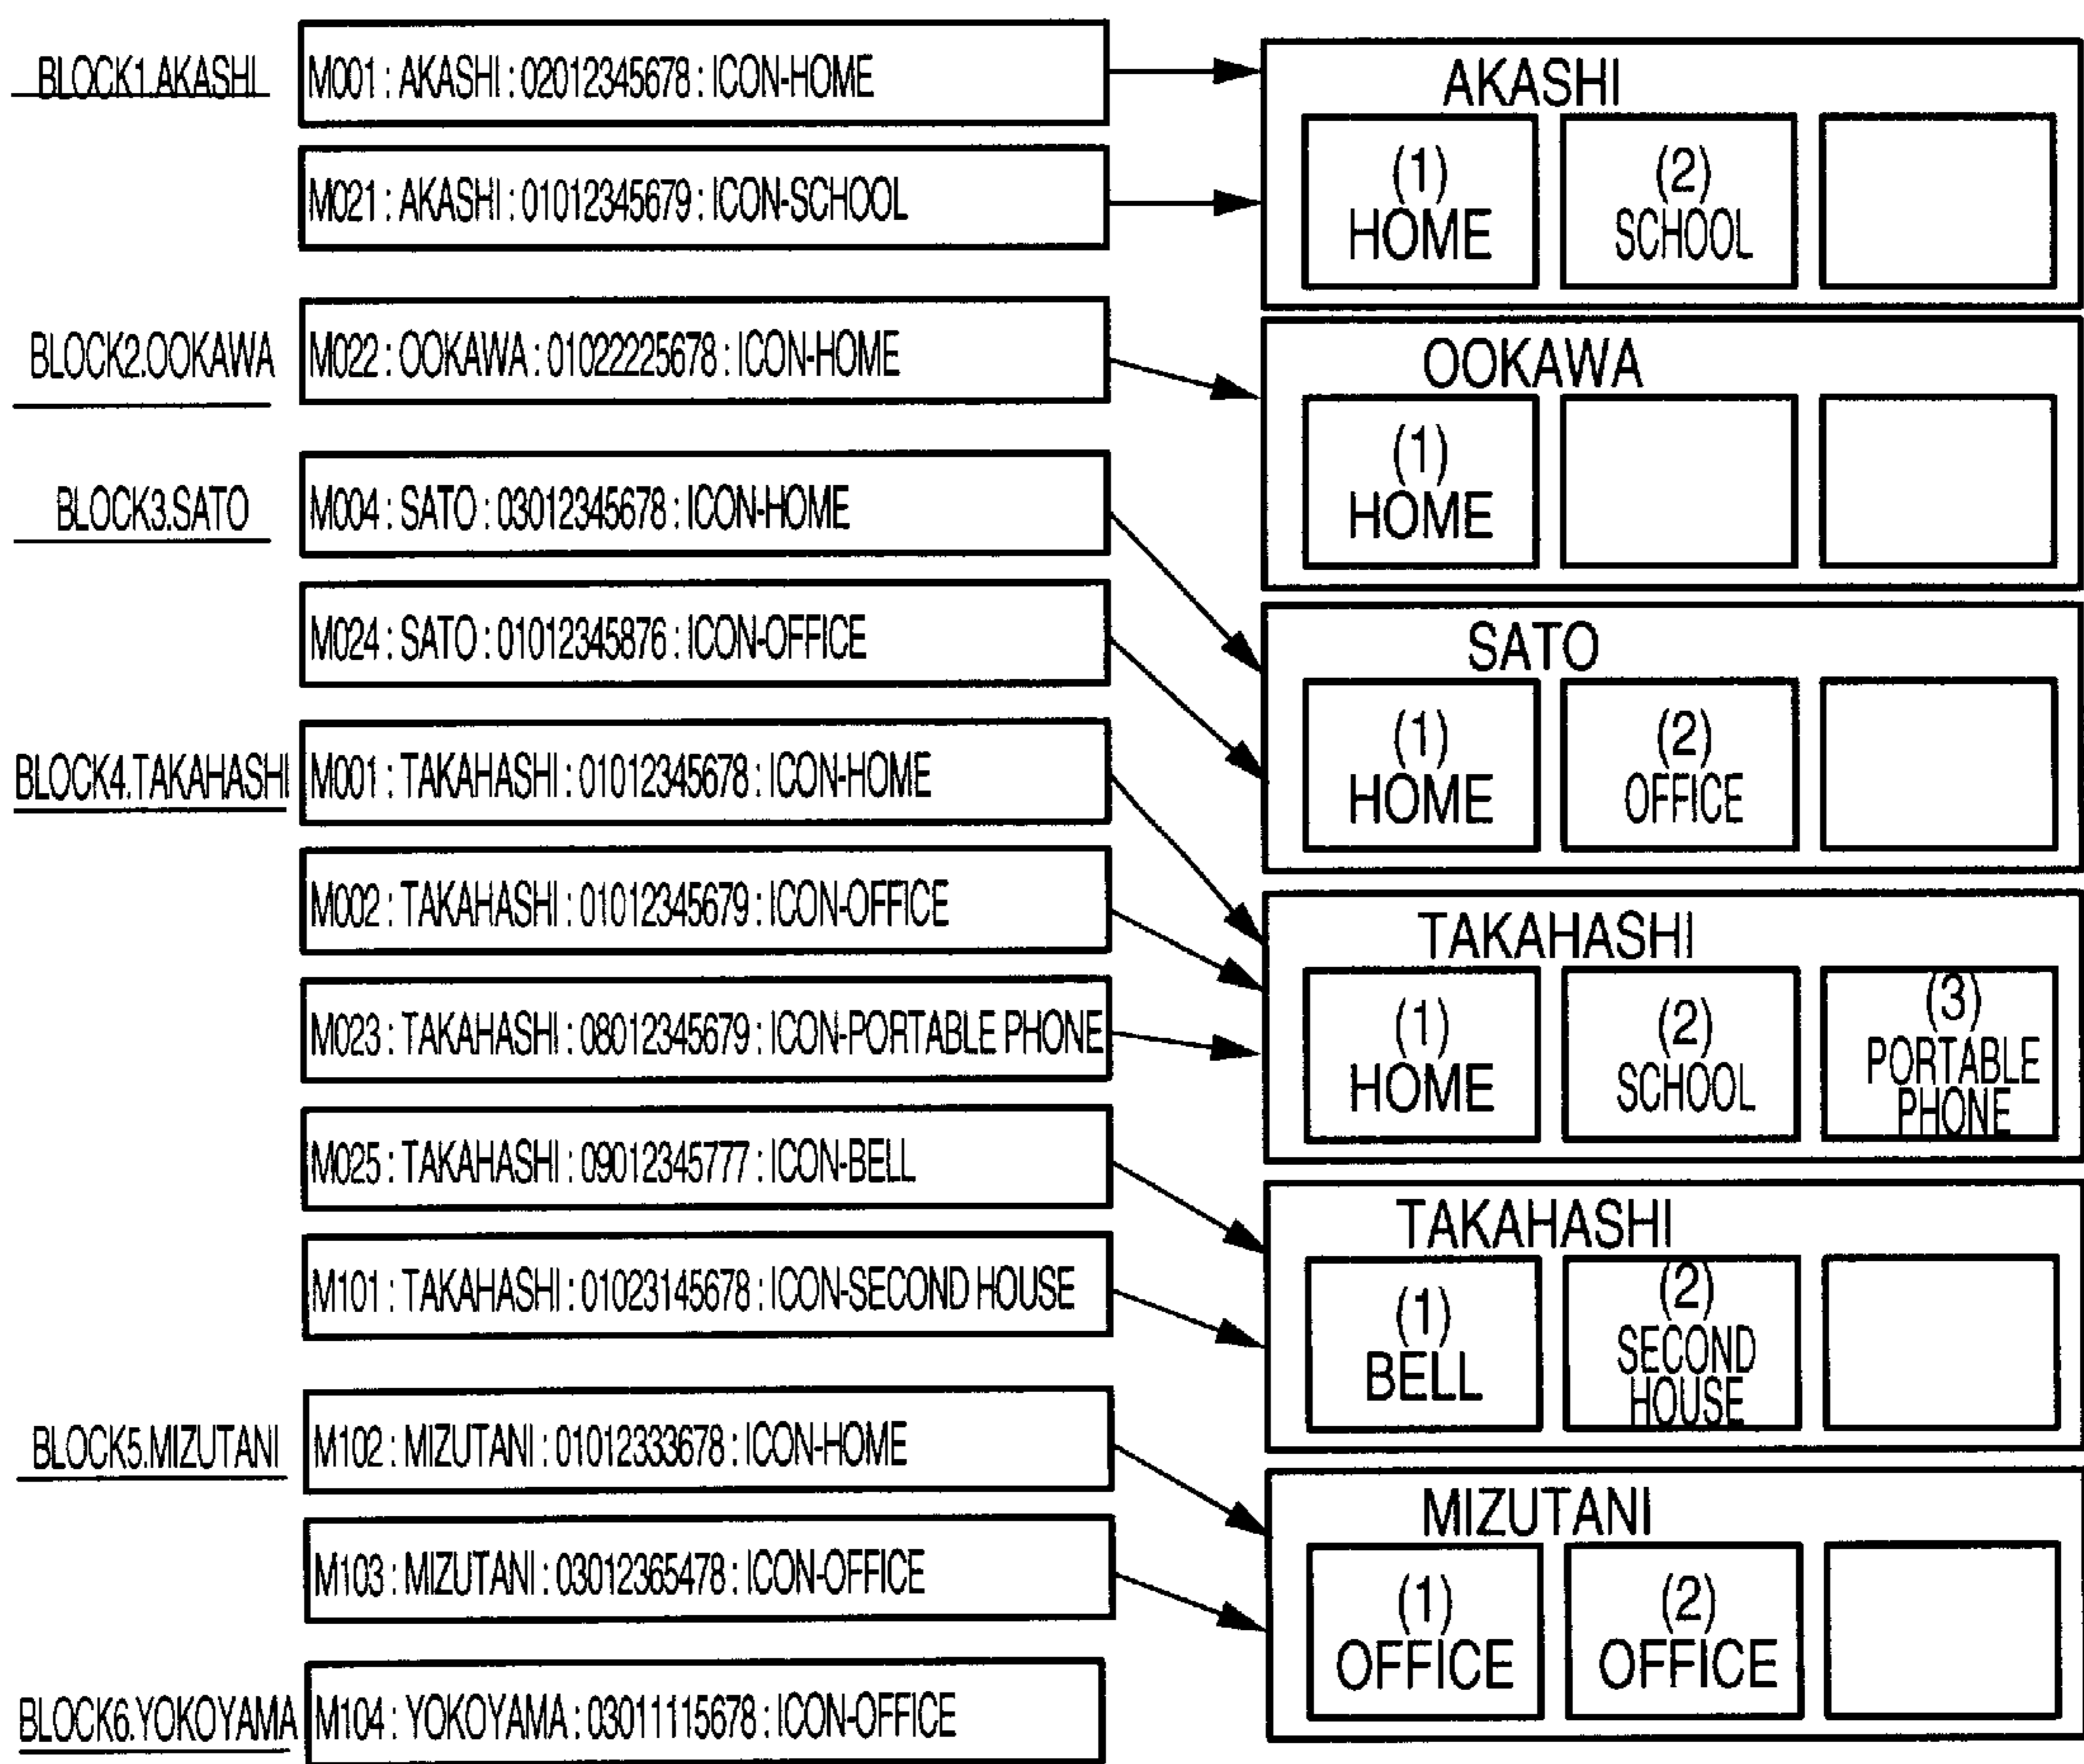 BLOCK1.AKASHI
M001 : AKASHI : 02012345678 : ICON-HOME
M021 : AKASHI : 01012345679 : ICON-SCHOOL
BLOCK2.OOKAWA
M022 : OOKAWA : 01022225678 : ICON-HOME
BLOCK3.SATO
M004 : SATO : 03012345678 : ICON-HOME
M024 : SATO : 01012345876 : ICON-OFFICE
BLOCK4.TAKAHASHI
M001 : TAKAHASHI : 01012345678 : ICON-HOME
M002 : TAKAHASHI : 01012345679 : ICON-OFFICE
M023 : TAKAHASHI : 08012345679 : ICON-PORTABLE PHONE
M025 : TAKAHASHI : 09012345777 : ICON-BELL
M101 : TAKAHASHI : 01023145678 : ICON-SECOND HOUSE
BLOCK5.MIZUTANI
M102 : MIZUTANI : 01012333678 : ICON-HOME
M103 : MIZUTANI : 03012365478 : ICON-OFFICE
BLOCK6.YOKOYAMA
M104 : YOKOYAMA : 03011115678 : ICON-OFFICE
AKASHI
(1)
HOME
(2)
SCHOOL
OOKAWA
(1)
HOME
SATO
(1)
HOME
(2)
OFFICE
TAKAHASHI
(1)
HOME
(2)
SCHOOL
(3)
PORTABLE
PHONE
TAKAHASHI
(1)
BELL
(2)
SECOND
HOUSE
MIZUTANI
(1)
OFFICE
(2)
OFFICE